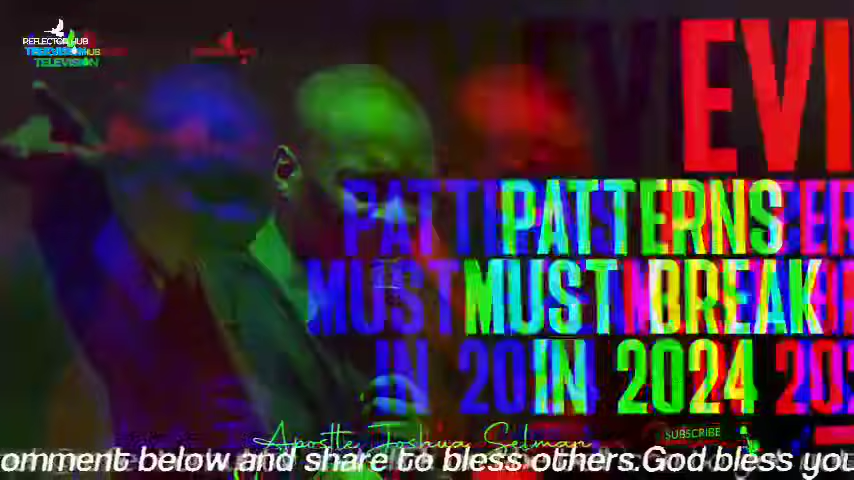 REFLECTOR HUB
TELEVISION
EVI
PATTERNS
MUST BREAK
IN 2024
Apostle Joshua Selman
SUBSCRIBE
omment below and share to bless others.God bless you